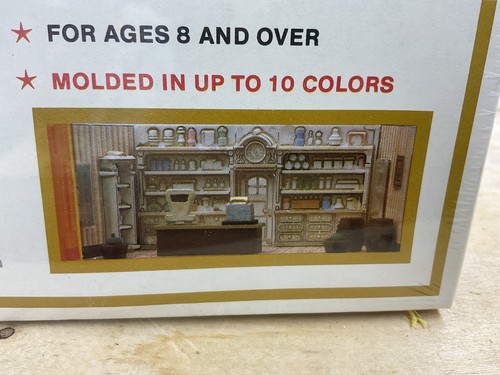 FOR AGES 8 AND OVER
MOLDED IN UP TO 10 COLORS